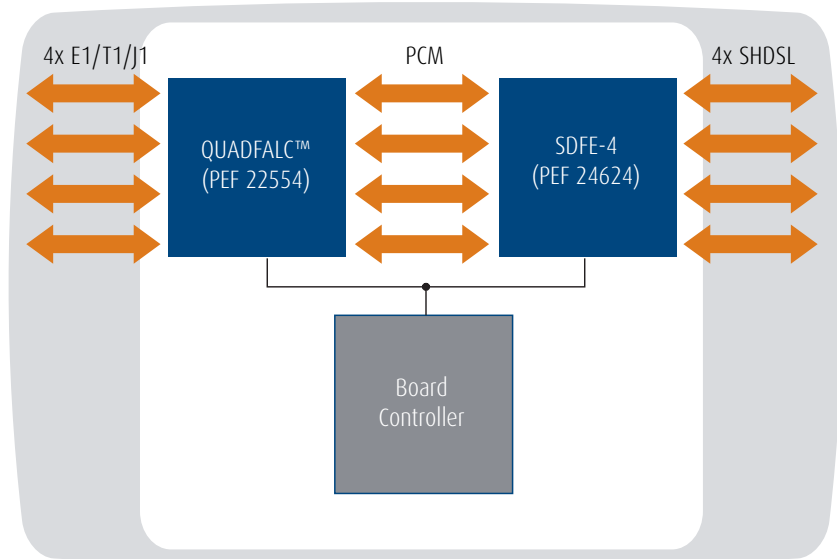 4x E1/T1/J1
PCM
4x SHDSL
QUADFALC™
(PEF 22554)
SDFE-4
(PEF 24624)
Board
Controller